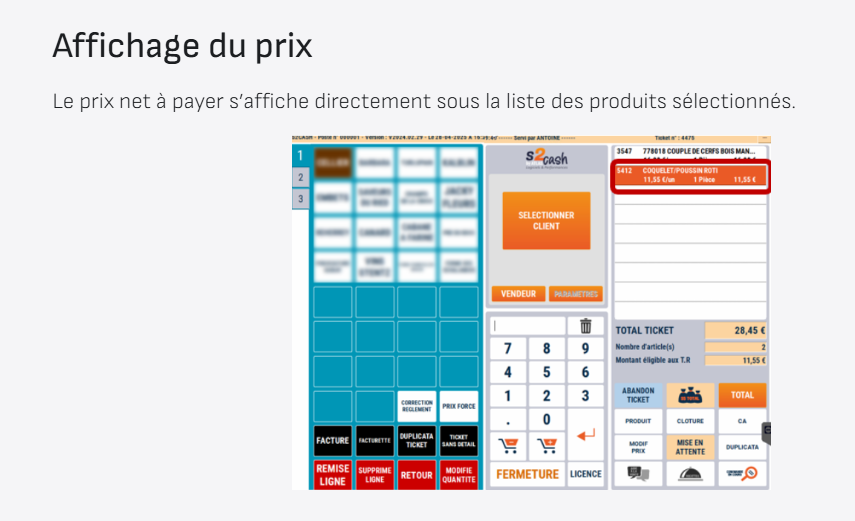 Affichage du prix
Le prix net à payer s’affiche directement sous la liste des produits sélectionnés.
Servi par ANTOINE
Ticket n° : 4475
1
2
3
S2cash
SELECTIONNER
CLIENT
VENDEUR
PARAMETRES
3547 778018 COUPLE DE CERFS BOIS MAN...
5412 COQUELET/POUSSIN ROTI
11,55 €/un 1 Pièce 11,55 €
TOTAL TICKET 28,45 €
Nombre d'article(s) 2
Montant éligible aux T.R 11,55 €
7 8 9
4 5 6
1 2 3
. 0
CORRECTION
REGLEMENT
PRIX FORCE
FACTURE
FACTURETTE
DUPLICATA
TICKET
TICKET
SANS DETAIL
REMISE
LIGNE
SUPPRIME
LIGNE
RETOUR
MODIFIE
QUANTITE
FERMETURE
LICENCE
ABANDON
TICKET
TOTAL
PRODUIT
CLOTURE
CA
MODIF
PRIX
MISE EN
ATTENTE
DUPLICATA